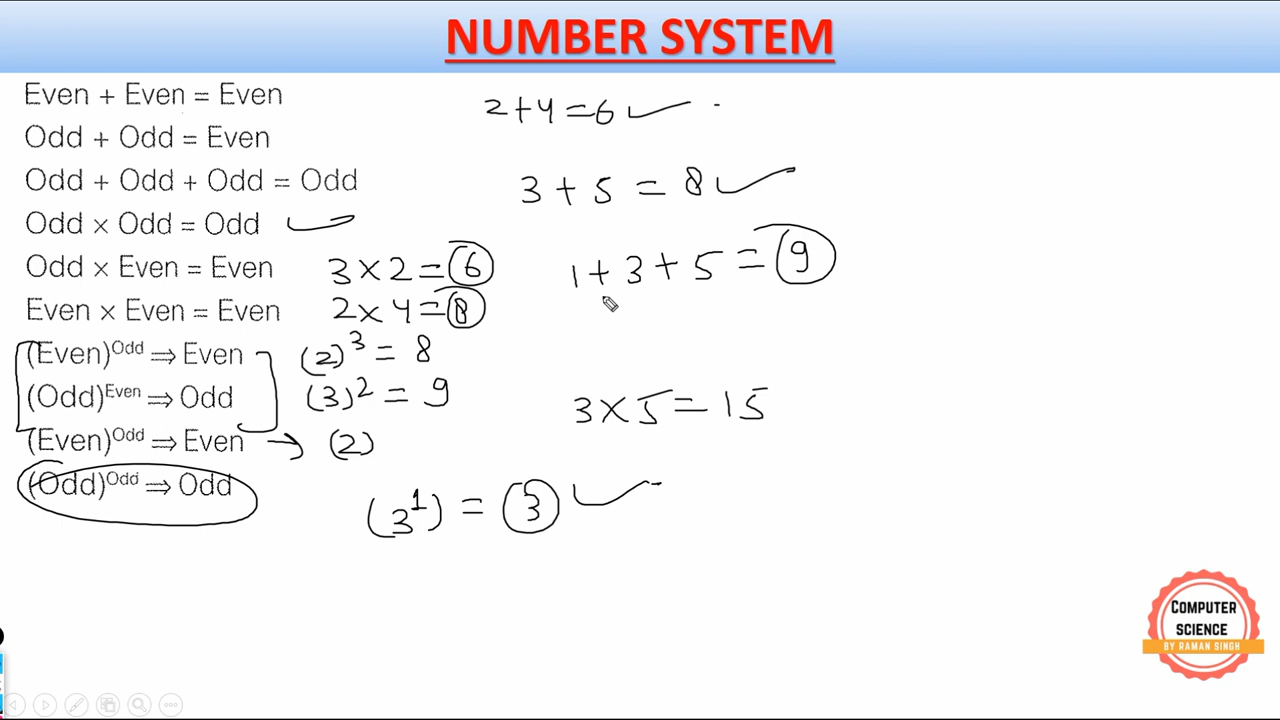 NUMBER SYSTEM
Even + Even = Even
2+4=6
Odd + Odd = Even
Odd + Odd + Odd = Odd
3 + 5 = 8
Odd × Odd = Odd
Odd × Even = Even
3×2=6
1+3+5=9
Even × Even = Even
2×4=8
(Even)^Odd ⇒ Even
(2)^3 = 8
(Odd)^Even ⇒ Odd
(3)^2 = 9
3×5=15
(Even)^Odd ⇒ Even → (2)
(Odd)^Odd ⇒ Odd
(3^1) = 3
COMPUTER
SCIENCE
BY RAMAN SINGH